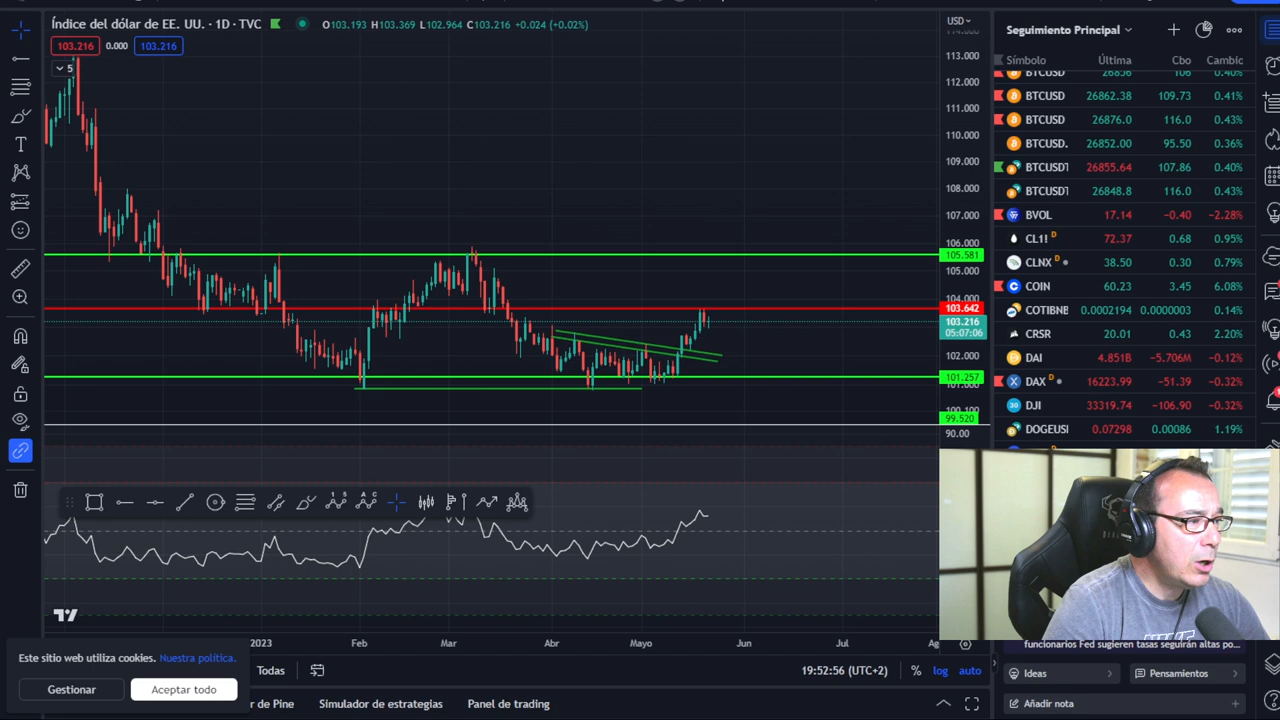 Índice del dólar de EE. UU. · 1D · TVC
O103.193 H103.369 L102.964 C103.216 +0.024 (+0.02%)
103.216 0.000 103.216
5
USD
114.000
113.000
112.000
111.000
110.000
109.000
108.000
107.000
106.000
105.581
105.000
104.000
103.642
103.216
05:07:06
102.000
101.257
101.000
100.100
99.520
90.00
2023 Feb Mar Abr Mayo Jun Jul
Todas
19:52:56 (UTC+2) % log auto
Este sitio web utiliza cookies. Nuestra política.
Gestionar Aceptar todo
r de Pine Simulador de estrategias Panel de trading
Seguimiento Principal
Símbolo Última Cbo Cambic
BTCUSD 26856 106 0.40%
BTCUSD 26862.38 109.73 0.41%
BTCUSD 26876.0 116.0 0.43%
BTCUSD. 26852.00 95.50 0.36%
BTCUSDT 26855.64 107.86 0.40%
BTCUSDT 26848.8 116.0 0.43%
BVOL 17.14 −0.40 −2.28%
CL1! D 72.37 0.68 0.95%
CLNX D 38.50 0.30 0.79%
COIN 60.23 3.45 6.08%
COTIBNB 0.0002194 0.0000003 0.14%
CRSR 20.01 0.43 2.20%
DAI 4.851B −5.706M −0.12%
DAX D 16223.99 −51.39 −0.32%
DJI 33319.74 −106.90 −0.32%
DOGEUSI 0.07298 0.00086 1.19%
funcionarios Fed sugieren tasas seguirán altas po...
Ideas Pensamientos
Añadir nota